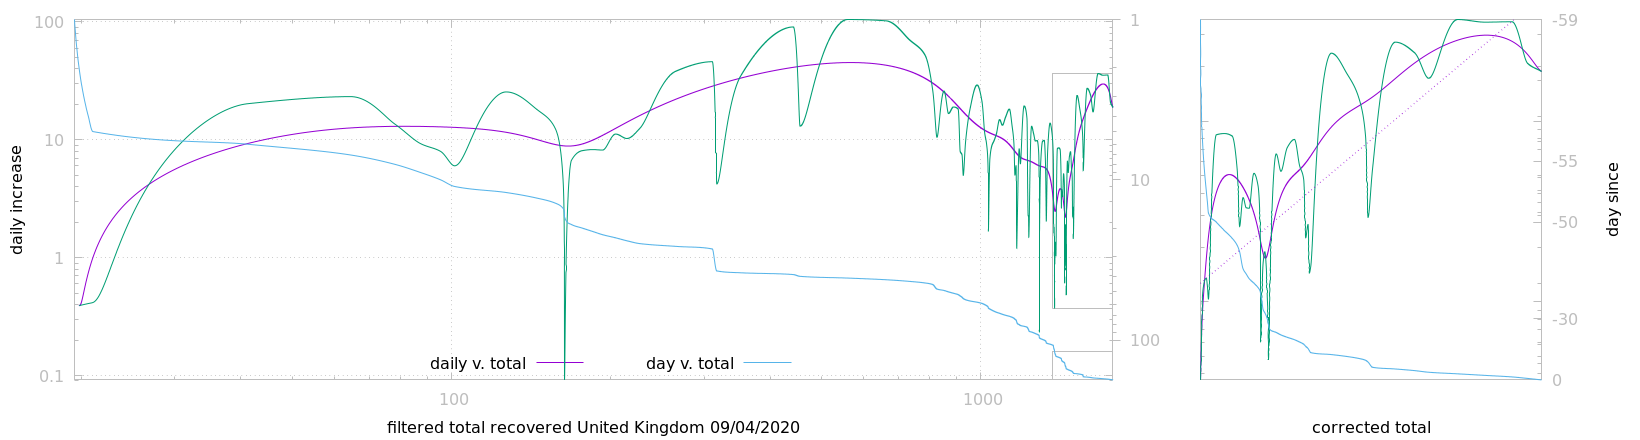 100
10
1
0.1
daily increase
1
10
100
100
1000
daily v. total
day v. total
filtered total recovered United Kingdom 09/04/2020
-59
-55
-50
-30
0
day since
corrected total